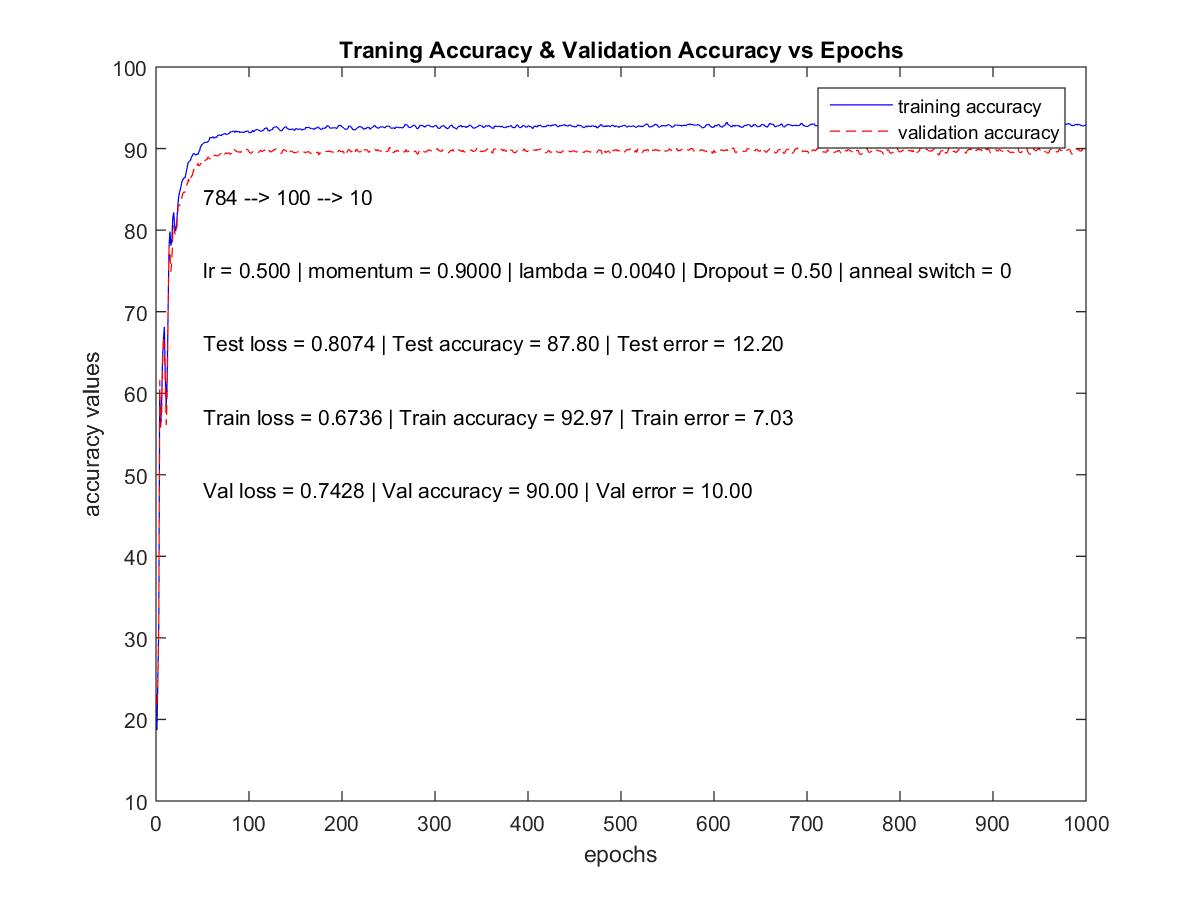 Traning Accuracy & Validation Accuracy vs Epochs
100
90
80
70
60
50
40
30
20
10
accuracy values
training accuracy
validation accuracy
784 --> 100 --> 10
lr = 0.500 | momentum = 0.9000 | lambda = 0.0040 | Dropout = 0.50 | anneal switch = 0
Test loss = 0.8074 | Test accuracy = 87.80 | Test error = 12.20
Train loss = 0.6736 | Train accuracy = 92.97 | Train error = 7.03
Val loss = 0.7428 | Val accuracy = 90.00 | Val error = 10.00
0 100 200 300 400 500 600 700 800 900 1000
epochs